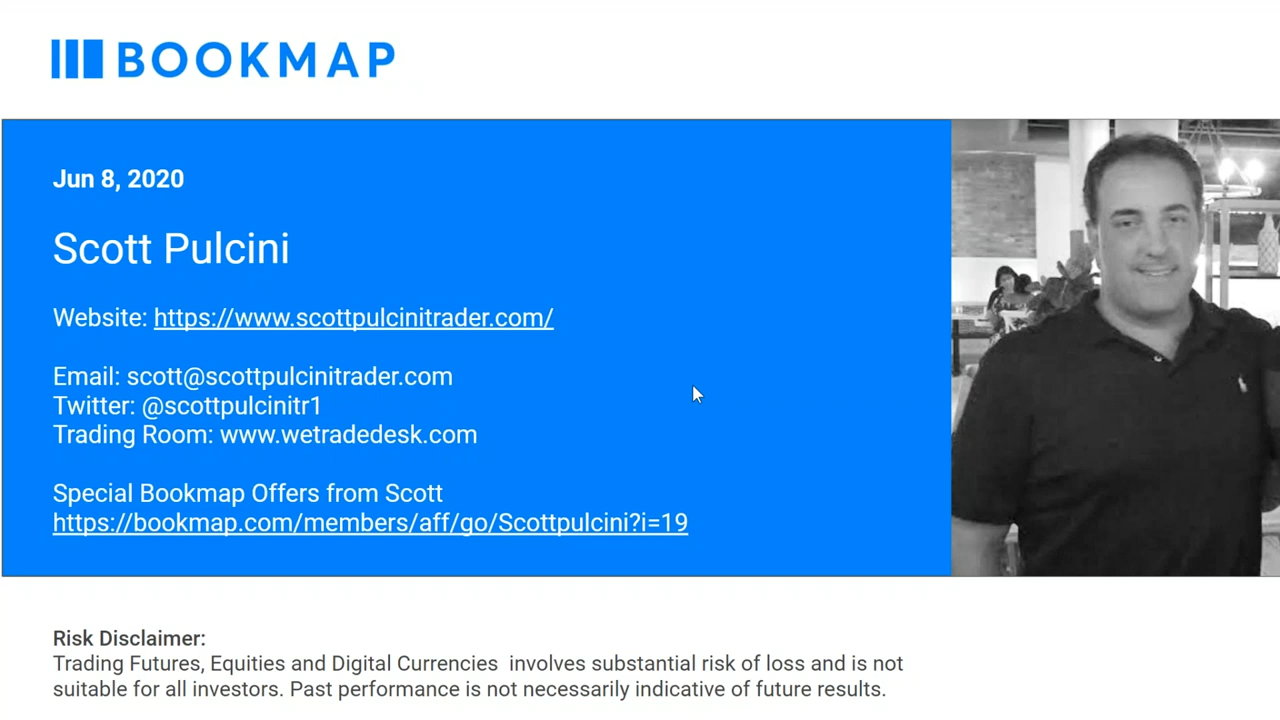 BOOKMAP
Jun 8, 2020
Scott Pulcini
Website: https://www.scottpulcinitrader.com/
Email: scott@scottpulcinitrader.com
Twitter: @scottpulcinitr1
Trading Room: www.wetradedesk.com
Special Bookmap Offers from Scott
https://bookmap.com/members/aff/go/Scottpulcini?i=19
Risk Disclaimer:
Trading Futures, Equities and Digital Currencies  involves substantial risk of loss and is not
suitable for all investors. Past performance is not necessarily indicative of future results.